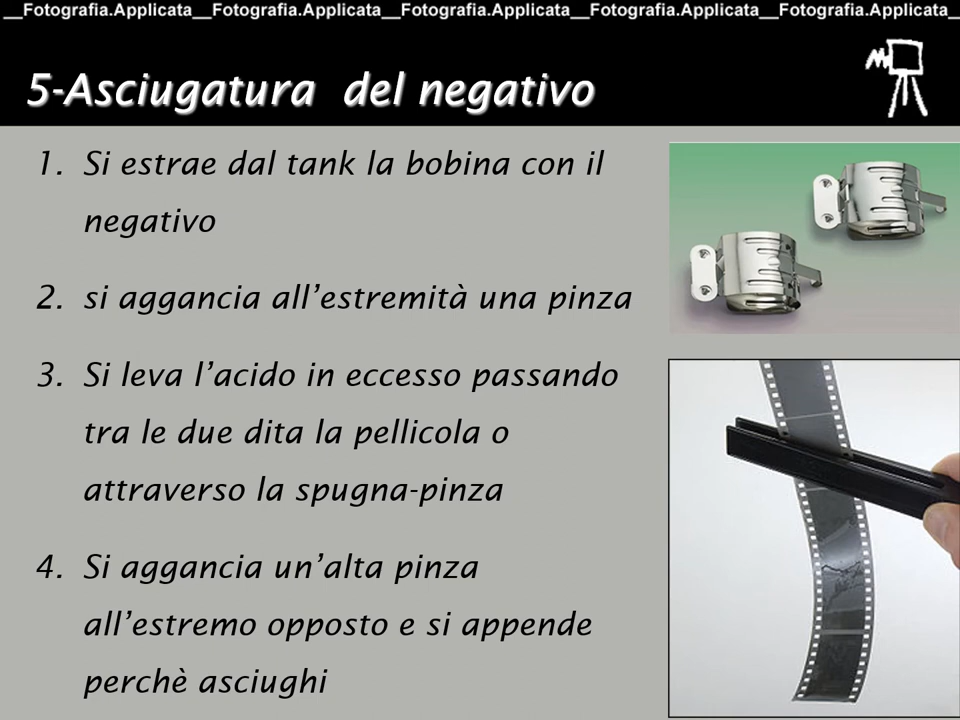 __Fotografia.Applicata__Fotografia.Applicata__Fotografia.Applicata__Fotografia.Applicata__Fotografia.Applicata__
5-Asciugatura del negativo
1. Si estrae dal tank la bobina con il
negativo
2. si aggancia all’estremità una pinza
3. Si leva l’acido in eccesso passando
tra le due dita la pellicola o
attraverso la spugna-pinza
4. Si aggancia un’alta pinza
all’estremo opposto e si appende
perchè asciughi